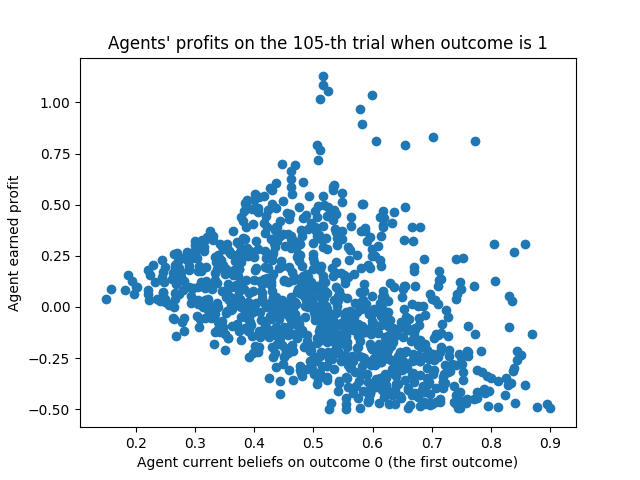 Agents' profits on the 105-th trial when outcome is 1
1.00
0.75
0.50
0.25
0.00
−0.25
−0.50
Agent earned profit
0.2 0.3 0.4 0.5 0.6 0.7 0.8 0.9
Agent current beliefs on outcome 0 (the first outcome)